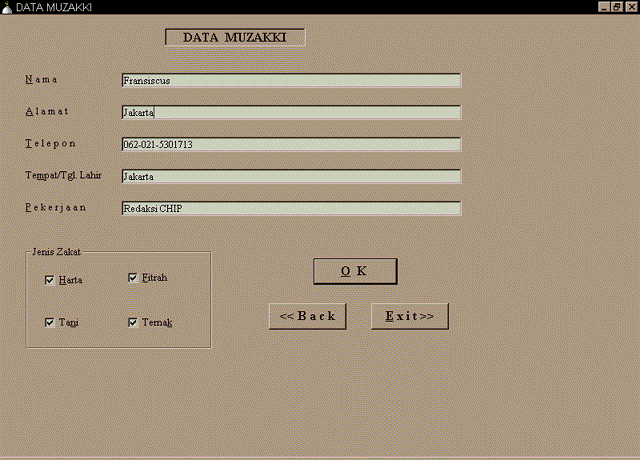 DATA MUZAKKI
DATA MUZAKKI
Nama Fransiscus
Alamat Jakarta
Telepon 062-021-5301713
Tempat/Tgl. Lahir Jakarta
Pekerjaan Redaksi CHIP
Jenis Zakat
Harta Fitrah
Tani Ternak
OK
<< Back Exit >>